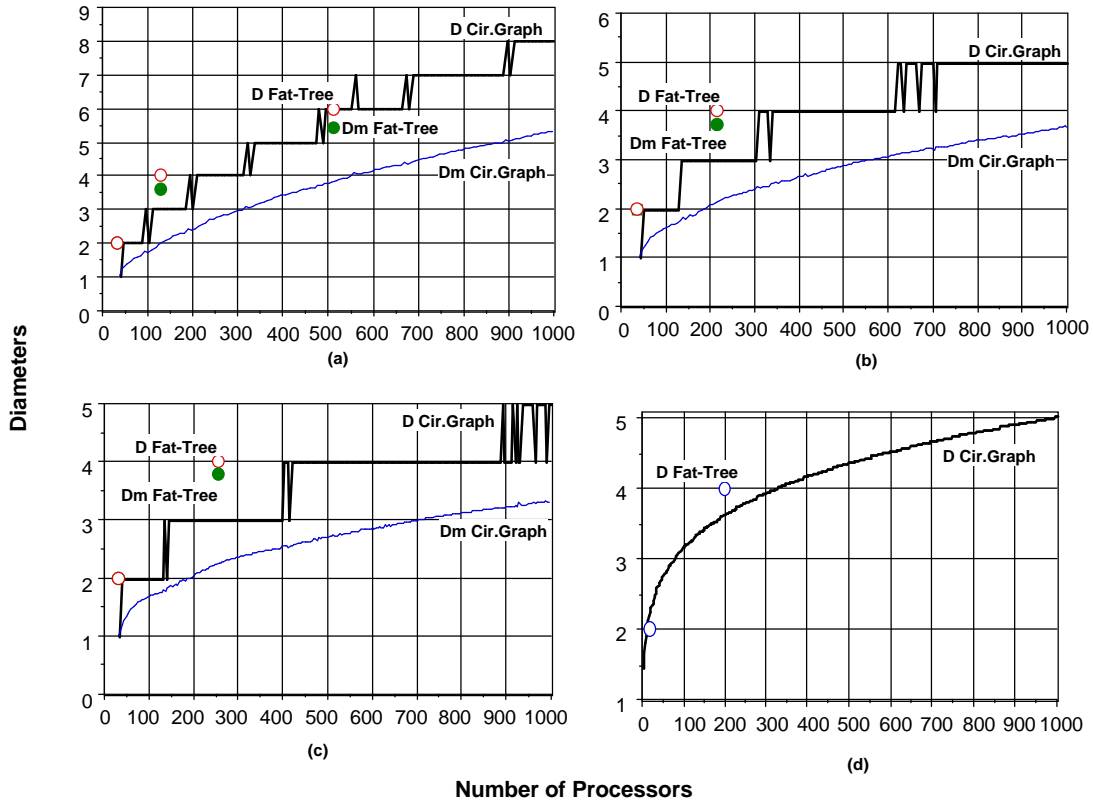 Diameters
9
8
7
6
5
4
3
2
1
0
D Cir.Graph
D Fat-Tree
Dm Fat-Tree
Dm Cir.Graph
0 100 200 300 400 500 600 700 800 900 1000
(a)
6
5
4
3
2
1
0
D Cir.Graph
D Fat-Tree
Dm Fat-Tree
Dm Cir.Graph
0 100 200 300 400 500 600 700 800 900 1000
(b)
5
4
3
2
1
0
D Cir.Graph
D Fat-Tree
Dm Fat-Tree
Dm Cir.Graph
0 100 200 300 400 500 600 700 800 900 1000
(c)
5
4
3
2
1
D Cir.Graph
D Fat-Tree
0 100 200 300 400 500 600 700 800 900 1000
(d)
Number of Processors